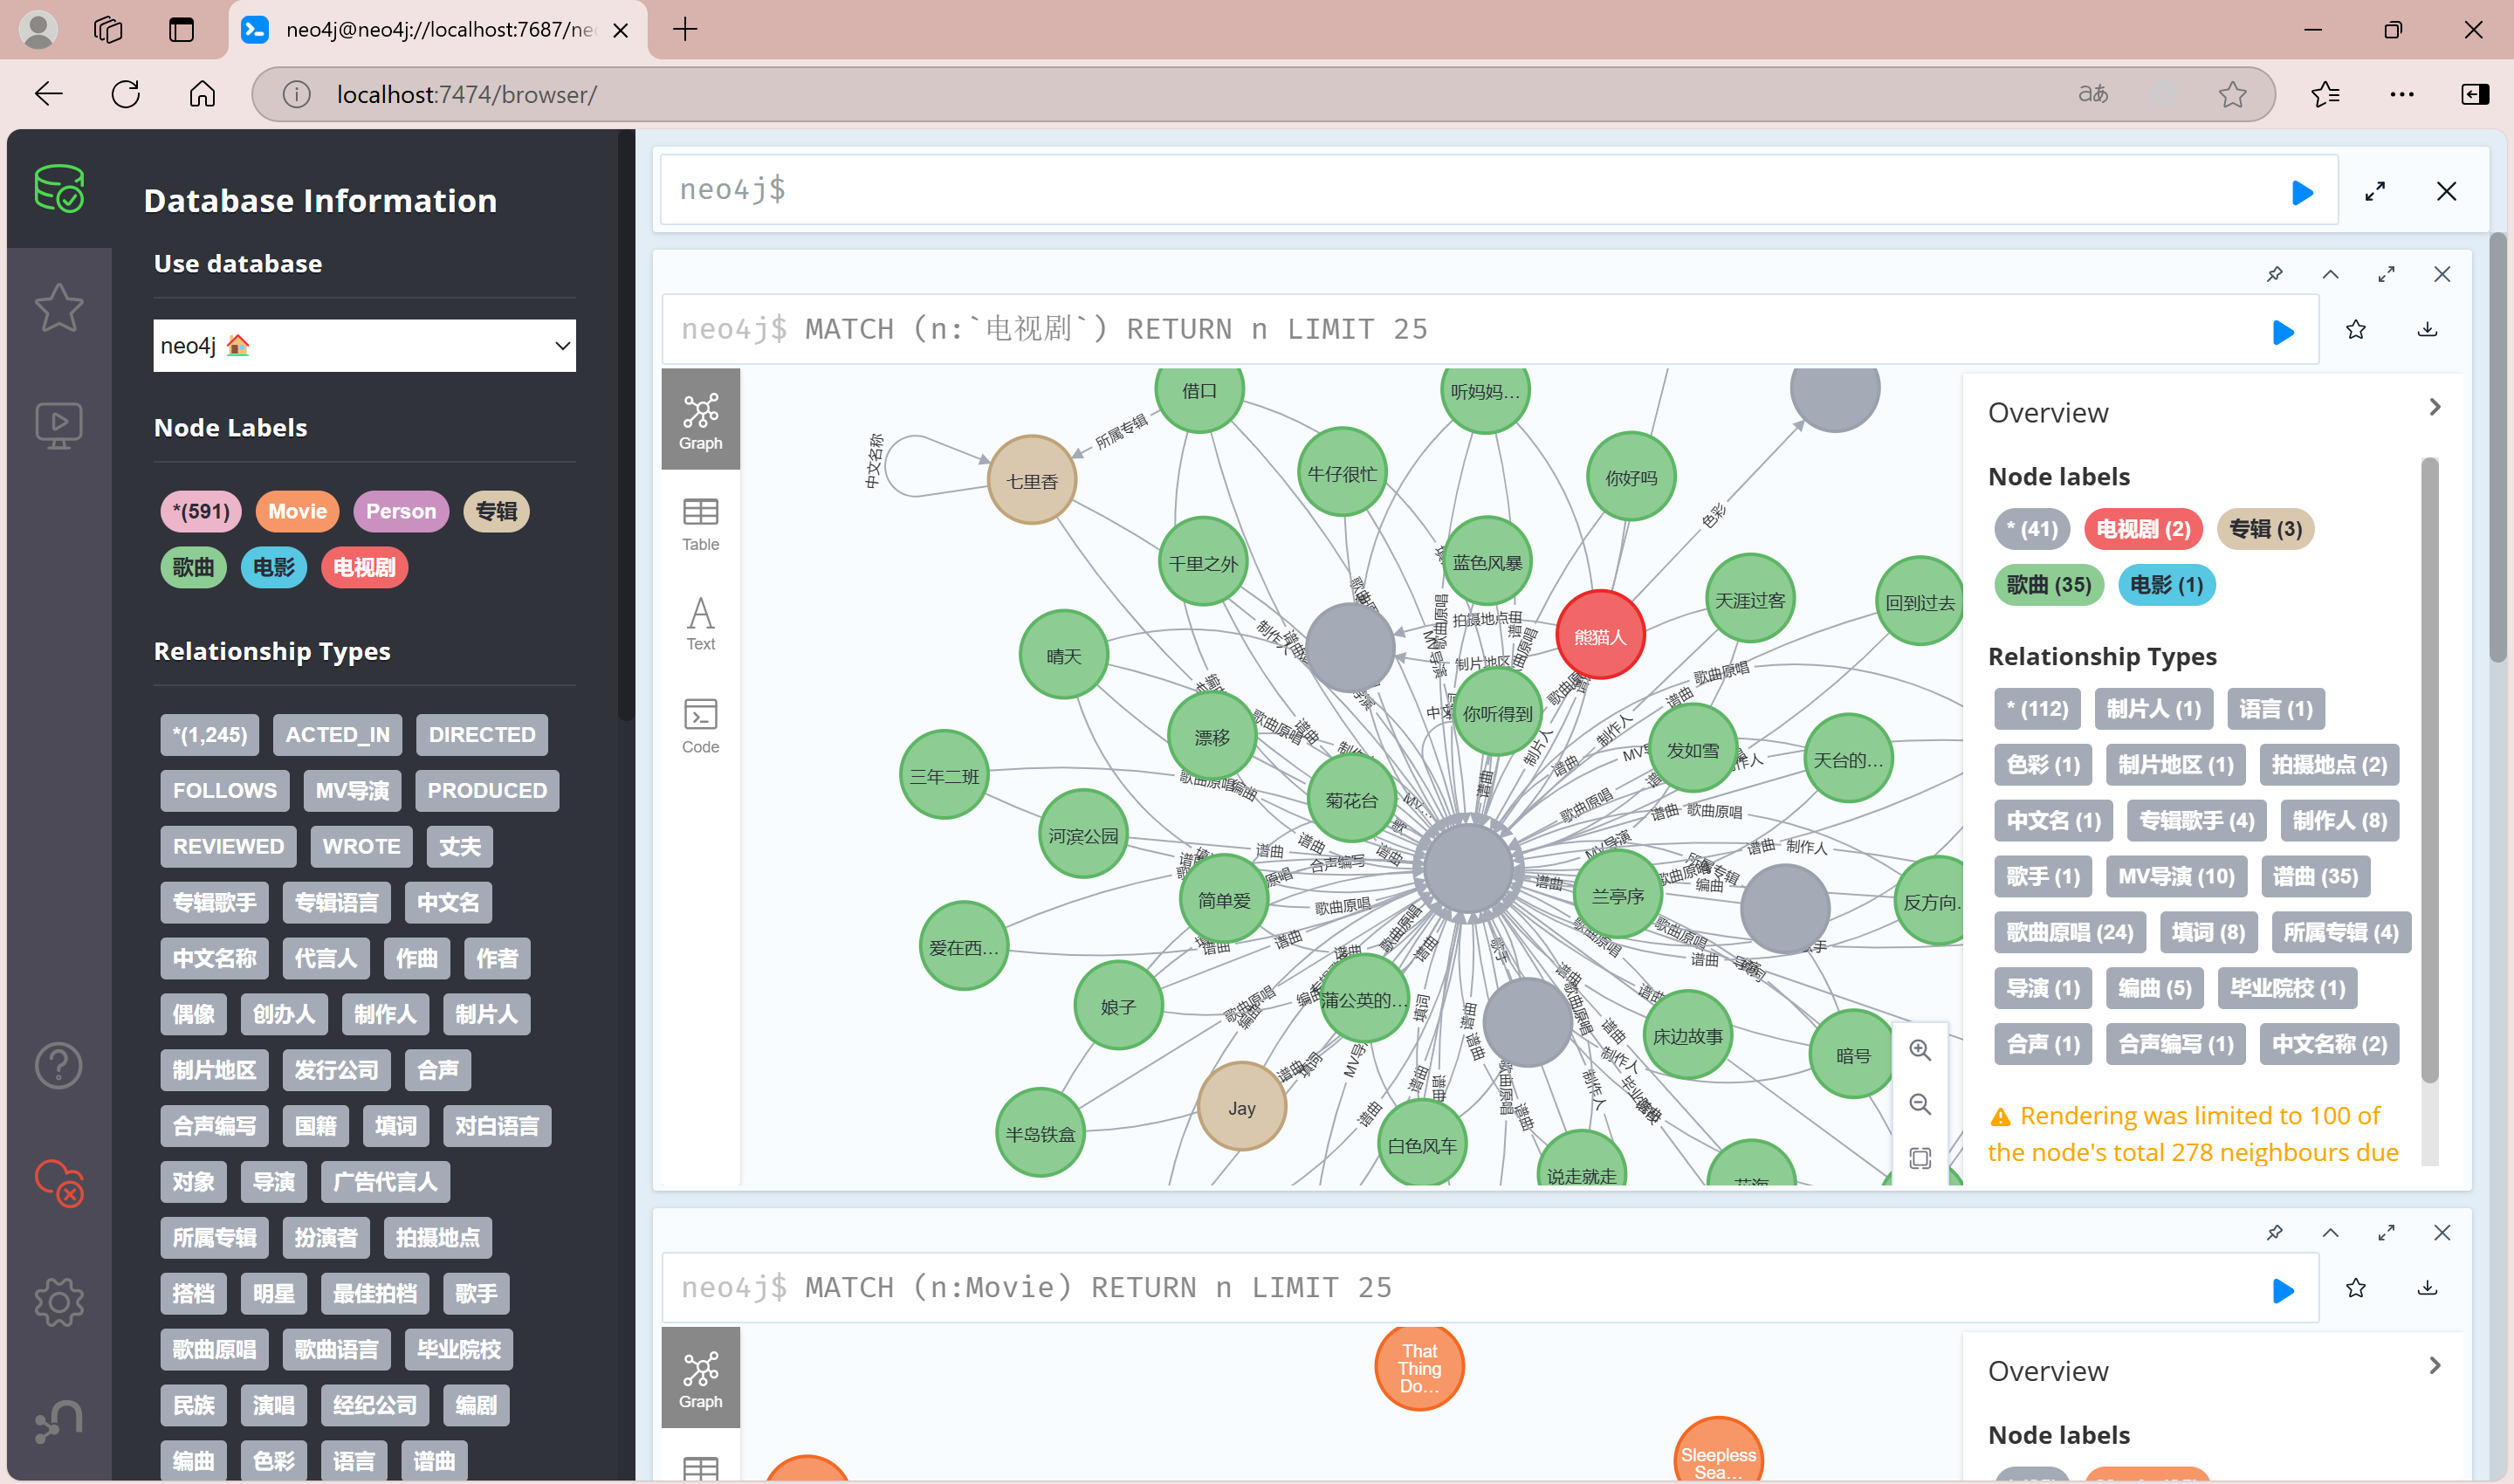 neo4j@neo4j://localhost:7687/ne
localhost:7474/browser/
aあ
Database Information
Use database
neo4j
Node Labels
*(591) Movie Person 专辑
歌曲 电影 电视剧
Relationship Types
*(1,245) ACTED_IN DIRECTED
FOLLOWS MV导演 PRODUCED
REVIEWED WROTE 丈夫
专辑歌手 专辑语言 中文名
中文名称 代言人 作曲 作者
偶像 创办人 制作人 制片人
制片地区 发行公司 合声
合声编写 国籍 填词 对白语言
对象 导演 广告代言人
所属专辑 扮演者 拍摄地点
搭档 明星 最佳拍档 歌手
歌曲原唱 歌曲语言 毕业院校
民族 演唱 经纪公司 编剧
编曲 色彩 语言 谱曲
neo4j$
neo4j$ MATCH (n:`电视剧`) RETURN n LIMIT 25
Graph
Table
Text
Code
借口
听妈妈...
所属专辑
中文名称
七里香
牛仔很忙
你好吗
色彩
千里之外
蓝色风暴
天涯过客
回到过去
拍摄地点
熊猫人
晴天
制片地区
歌曲原唱
你听得到
漂移
发如雪
天台的...
三年二班
菊花台
河滨公园
合声编写
简单爱
兰亭序
反方向.
爱在西...
娘子
蒲公英的...
床边故事
暗号
Jay
半岛铁盒
白色风车
说走就走
花海
Overview
Node labels
* (41) 电视剧 (2) 专辑 (3)
歌曲 (35) 电影 (1)
Relationship Types
* (112) 制片人 (1) 语言 (1)
色彩 (1) 制片地区 (1) 拍摄地点 (2)
中文名 (1) 专辑歌手 (4) 制作人 (8)
歌手 (1) MV导演 (10) 谱曲 (35)
歌曲原唱 (24) 填词 (8) 所属专辑 (4)
导演 (1) 编曲 (5) 毕业院校 (1)
合声 (1) 合声编写 (1) 中文名称 (2)
Rendering was limited to 100 of
the node's total 278 neighbours due
neo4j$ MATCH (n:Movie) RETURN n LIMIT 25
Graph
That
Thing
Do...
Sleepless
Sea...
Overview
Node labels